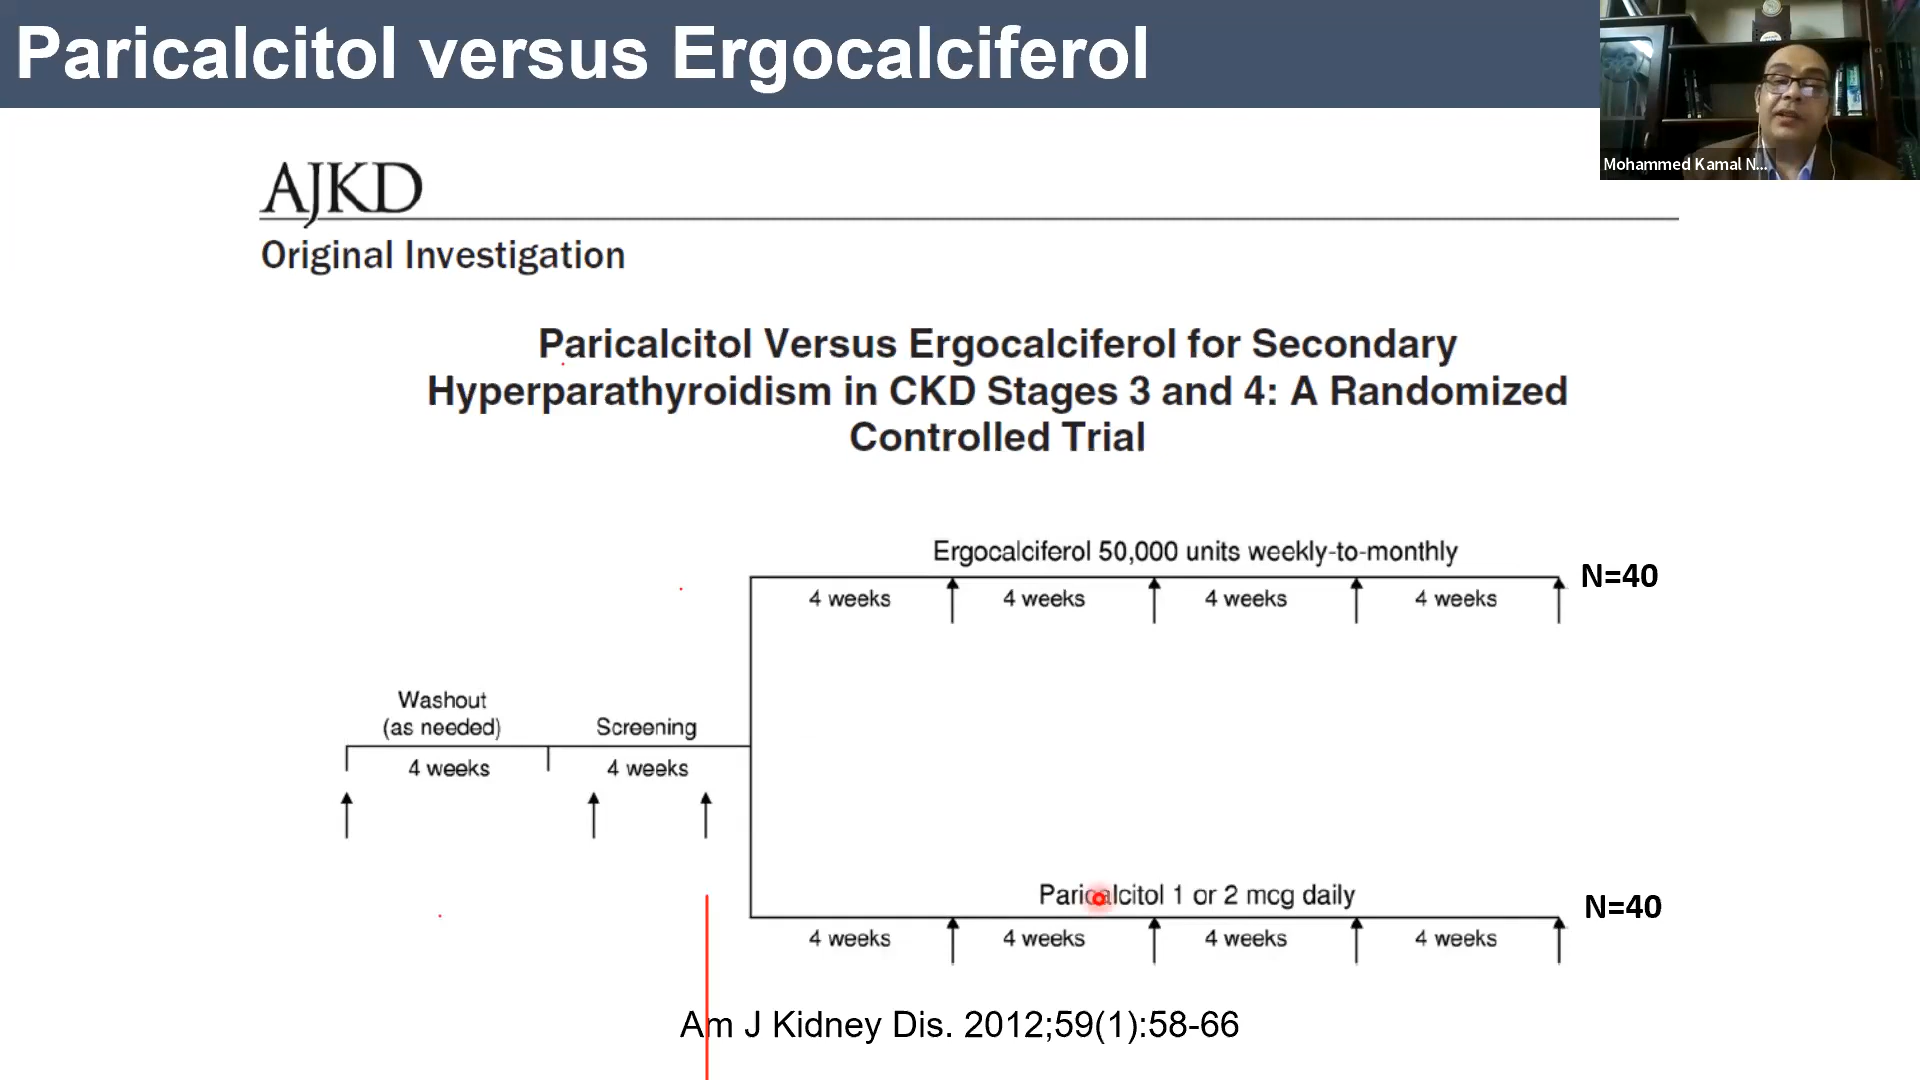 Paricalcitol versus Ergocalciferol
Mohammed Kamal N...
AJKD
Original Investigation
Paricalcitol Versus Ergocalciferol for Secondary
Hyperparathyroidism in CKD Stages 3 and 4: A Randomized
Controlled Trial
Ergocalciferol 50,000 units weekly-to-monthly
N=40
4 weeks 4 weeks 4 weeks 4 weeks
Washout
(as needed)
Screening
4 weeks 4 weeks
Paricalcitol 1 or 2 mcg daily
N=40
4 weeks 4 weeks 4 weeks 4 weeks
Am J Kidney Dis. 2012;59(1):58-66